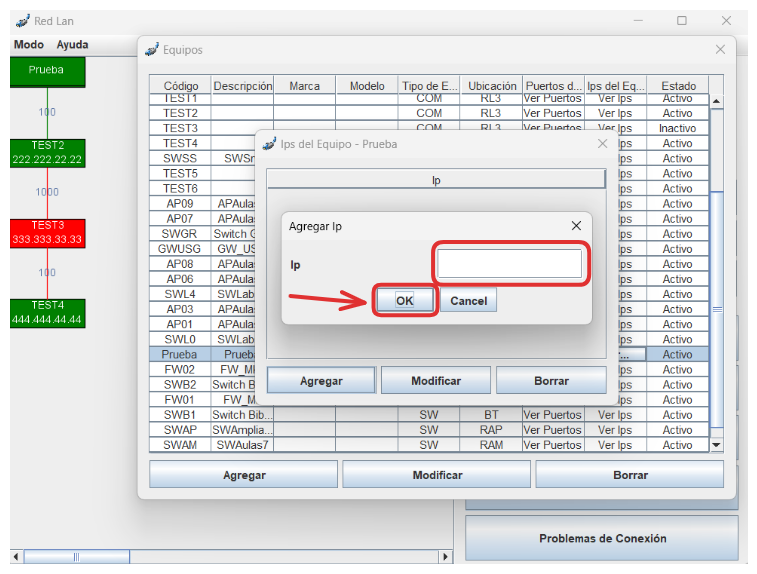 Red Lan
Modo Ayuda
Equipos
Prueba
100
TEST2
222.222.22.22
1000
TEST3
333.333.33.33
100
TEST4
444.444.44.44
Código Descripción Marca Modelo Tipo de E... Ubicación Puertos d... Ips del Eq... Estado
TEST1 COM RL3 Ver Puertos Ver Ips Activo
TEST2 COM RL3 Ver Puertos Ver Ips Activo
TEST3 COM RL3 Ver Puertos Ver Ips Inactivo
TEST4 Ips Activo
SWSS SWSr Ips Activo
TEST5 Ips Activo
TEST6 Ips Activo
AP09 APAula Ips Activo
AP07 APAula Ips Activo
SWGR Switch G Ips Activo
GWUSG GW_US Ips Activo
AP08 APAula Ips Activo
AP06 APAula Ips Activo
SWL4 SWLab Ips Activo
AP03 APAula Ips Activo
AP01 APAula Ips Activo
SWL0 SWLab Ips Activo
Prueba Prueb ... Activo
FW02 FW_MI Ips Activo
SWB2 Switch B Ips Activo
FW01 FW_M Ips Activo
SWB1 Switch Bib... SW BT Ver Puertos Ver Ips Activo
SWAP SWAmplia... SW RAP Ver Puertos Ver Ips Activo
SWAM SWAulas7 SW RAM Ver Puertos Ver Ips Activo
Agregar Modificar Borrar
Ips del Equipo - Prueba
Ip
Agregar Ip
Ip
OK Cancel
Agregar Modificar Borrar
Problemas de Conexión